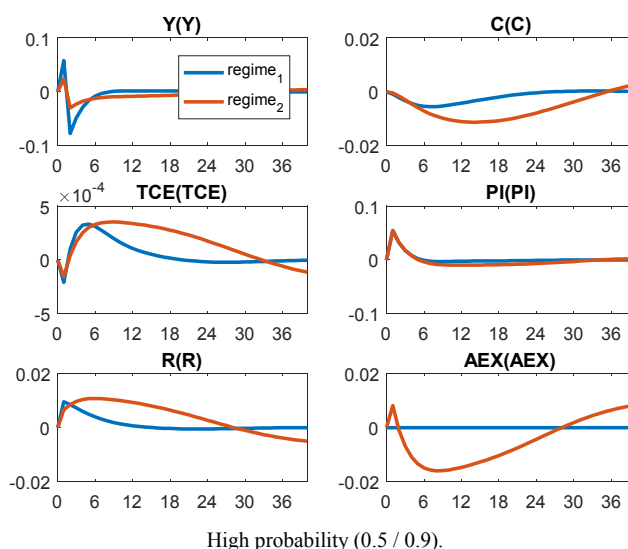 Y(Y)
0.1
0
-0.1
0 6 12 18 24 30 36
regime1
regime2
C(C)
0.02
0
-0.02
0 6 12 18 24 30 36
TCE(TCE)
×10-4
5
0
-5
0 6 12 18 24 30 36
PI(PI)
0.1
0
-0.1
0 6 12 18 24 30 36
R(R)
0.02
0
-0.02
0 6 12 18 24 30 36
AEX(AEX)
0.02
0
-0.02
0 6 12 18 24 30 36
High probability (0.5 / 0.9).